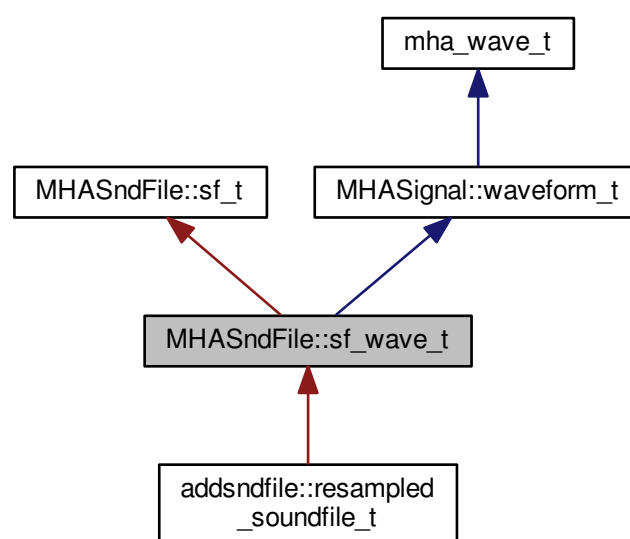 mha_wave_t
MHASndFile::sf_t
MHASignal::waveform_t
MHASndFile::sf_wave_t
addsndfile::resampled
_soundfile_t